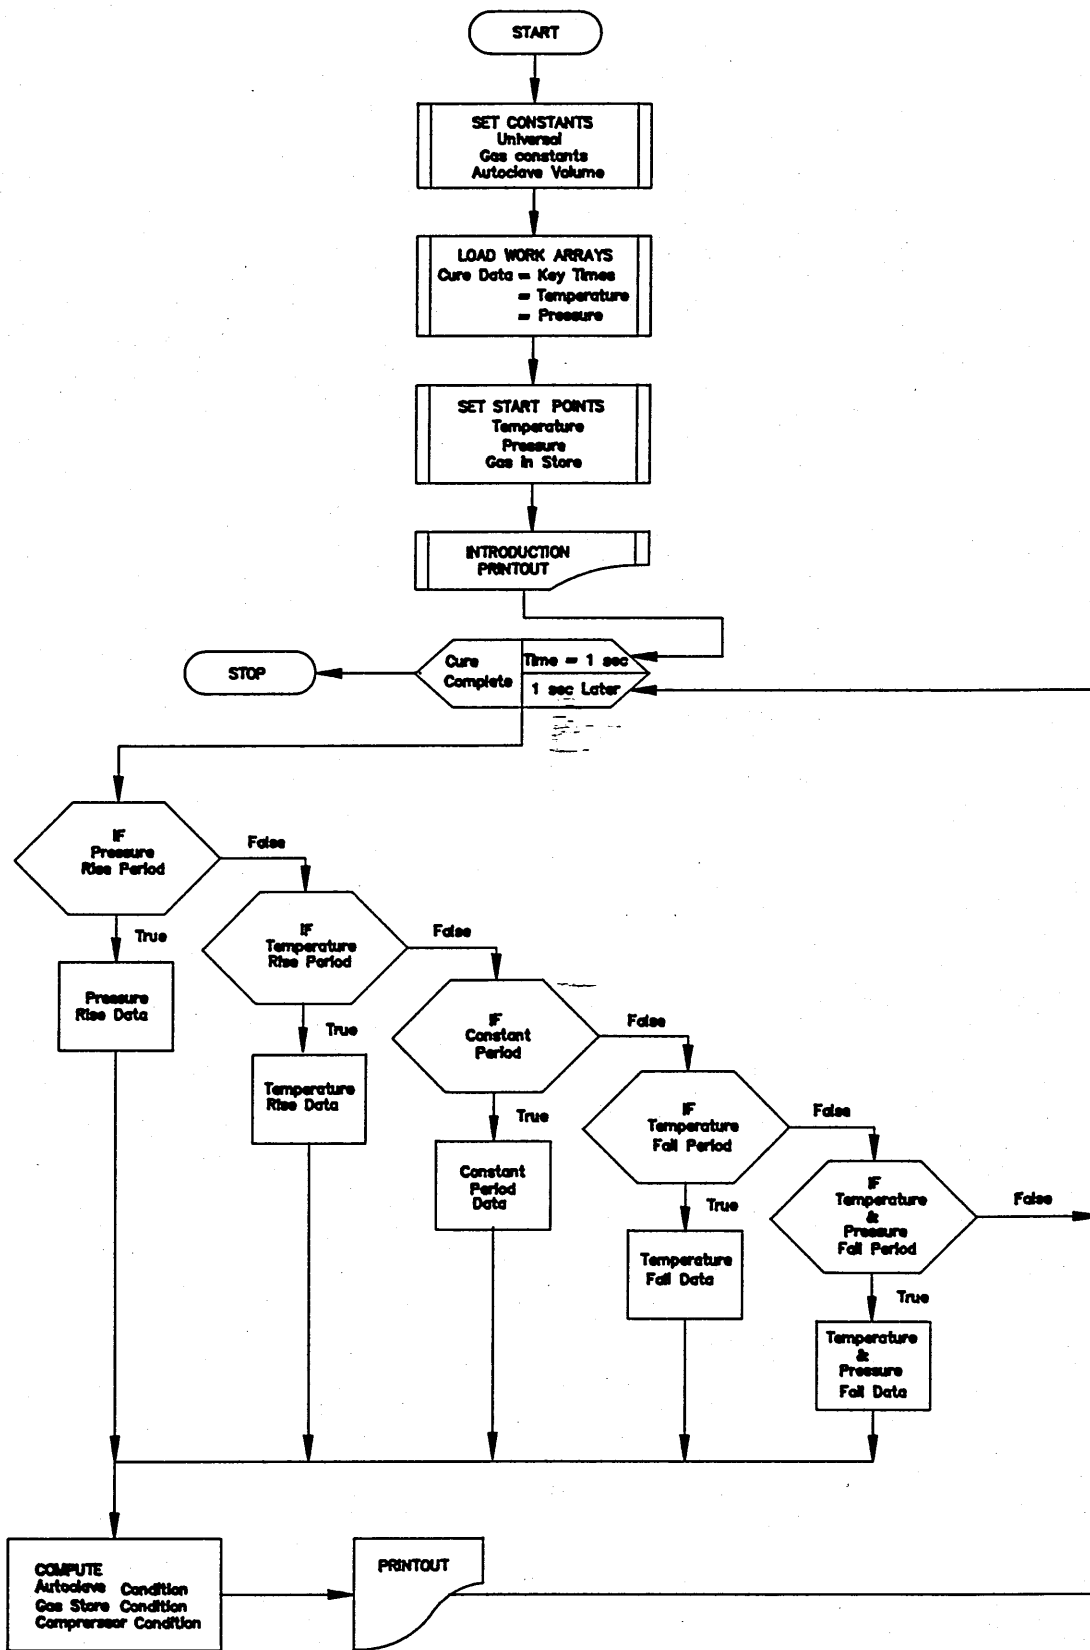 START
SET CONSTANTS
Universal
Gas constants
Autoclave Volume
LOAD WORK ARRAYS
Cure Data = Key Times
= Temperature
= Pressure
SET START POINTS
Temperature
Pressure
Gas in Store
INTRODUCTION
PRINTOUT
STOP
Cure
Complete
Time = 1 sec
1 sec Later
IF
Pressure
Rise Period
False
True
Pressure
Rise Data
IF
Temperature
Rise Period
False
True
Temperature
Rise Data
IF
Constant
Period
False
True
Constant
Period
Data
IF
Temperature
Fall Period
False
True
Temperature
Fall Data
IF
Temperature
&
Pressure
Fall Period
False
True
Temperature
&
Pressure
Fall Data
COMPUTE
Autoclave Condition
Gas Store Condition
Comprerssor Condition
PRINTOUT